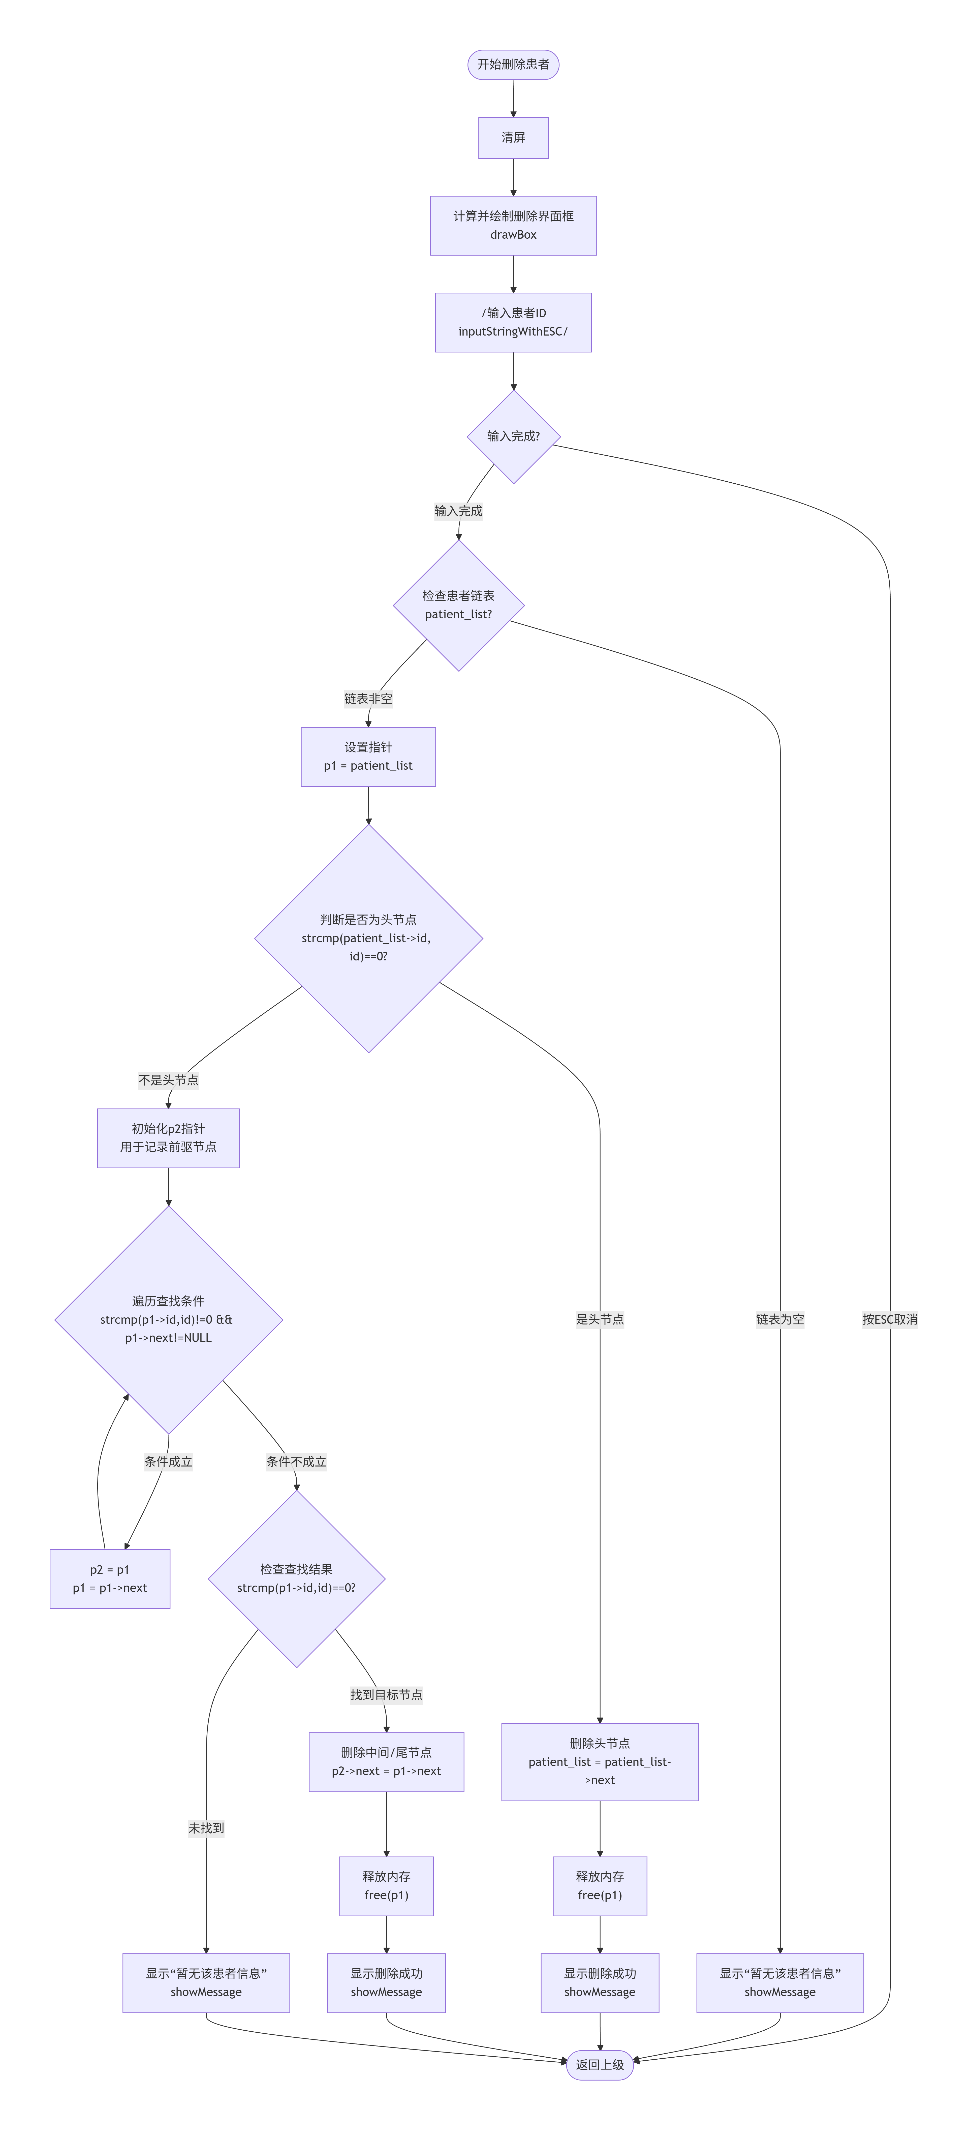 开始删除患者
清屏
计算并绘制删除界面框
drawBox
/输入患者ID
inputStringWithESC/
输入完成?
输入完成
检查患者链表
patient_list?
链表非空
设置指针
p1 = patient_list
判断是否为头节点
strcmp(patient_list->id,
id)==0?
不是头节点
初始化p2指针
用于记录前驱节点
遍历查找条件
strcmp(p1->id,id)!=0 &&
p1->next!=NULL
是头节点
链表为空
按ESC取消
条件成立
条件不成立
p2 = p1
p1 = p1->next
检查查找结果
strcmp(p1->id,id)==0?
找到目标节点
删除中间/尾节点
p2->next = p1->next
删除头节点
patient_list = patient_list-
>next
未找到
释放内存
free(p1)
释放内存
free(p1)
显示“暂无该患者信息”
showMessage
显示删除成功
showMessage
显示删除成功
showMessage
显示“暂无该患者信息”
showMessage
返回上级